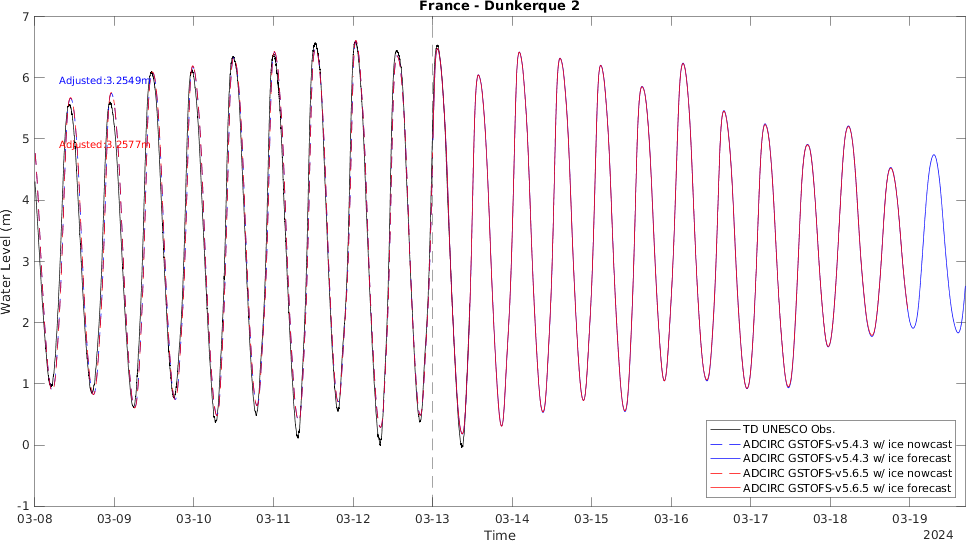 France - Dunkerque 2
7
6
5
4
3
2
1
0
-1
Water Level (m)
Adjusted:3.2549m
Adjusted:3.2577m
TD UNESCO Obs.
ADCIRC GSTOFS-v5.4.3 w/ ice nowcast
ADCIRC GSTOFS-v5.4.3 w/ ice forecast
ADCIRC GSTOFS-v5.6.5 w/ ice nowcast
ADCIRC GSTOFS-v5.6.5 w/ ice forecast
03-08 03-09 03-10 03-11 03-12 03-13 03-14 03-15 03-16 03-17 03-18 03-19
Time
2024